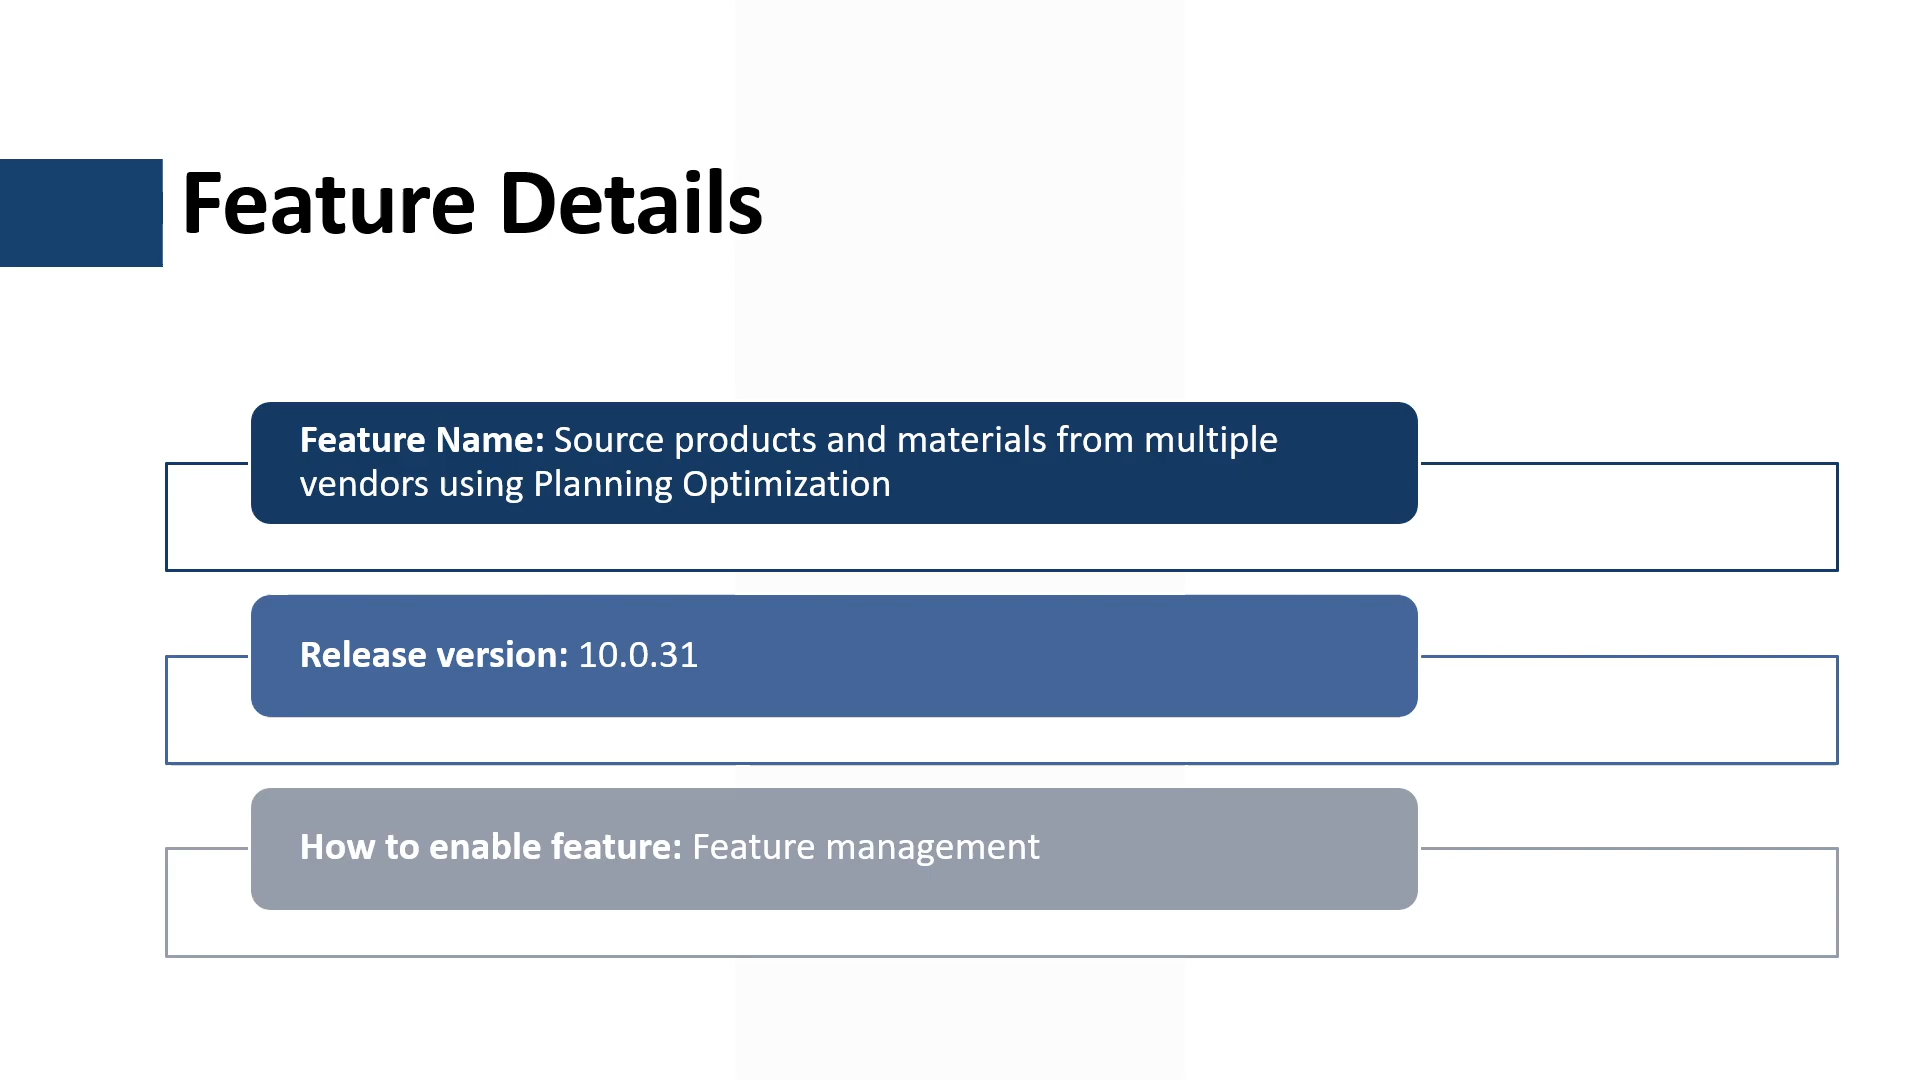 Feature Details
Feature Name: Source products and materials from multiple
vendors using Planning Optimization
Release version: 10.0.31
How to enable feature: Feature management